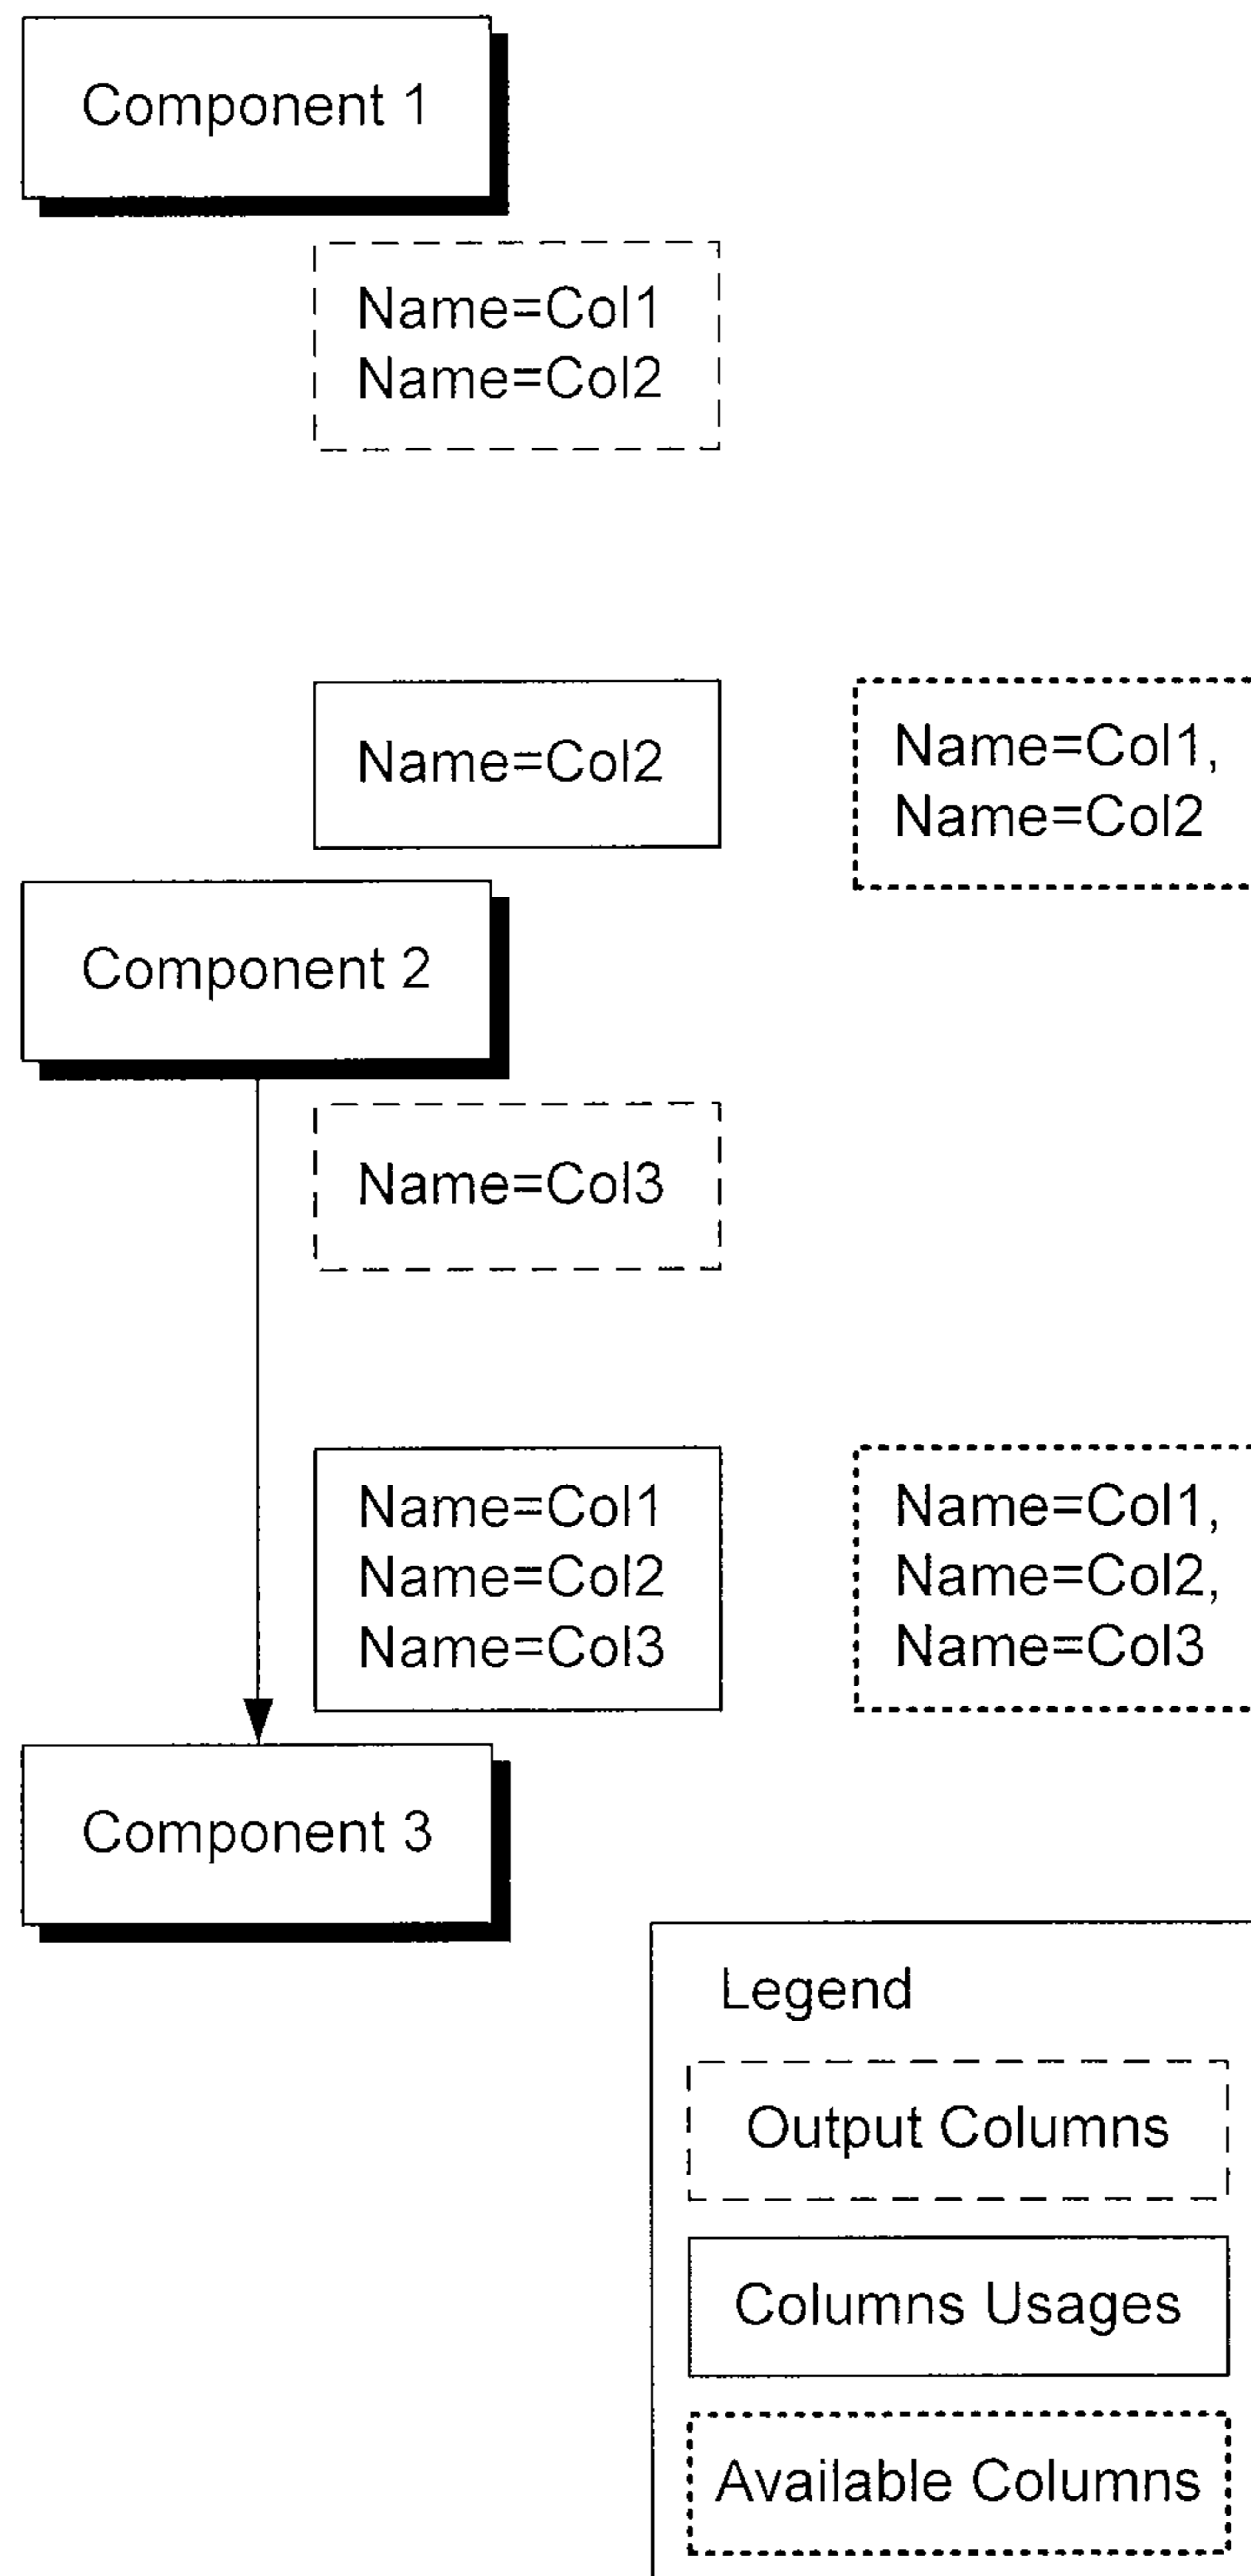 Component 1
Name=Col1
Name=Col2
Name=Col2
Name=Col1,
Name=Col2
Component 2
Name=Col3
Name=Col1
Name=Col2
Name=Col3
Name=Col1,
Name=Col2,
Name=Col3
Component 3
Legend
Output Columns
Columns Usages
Available Columns